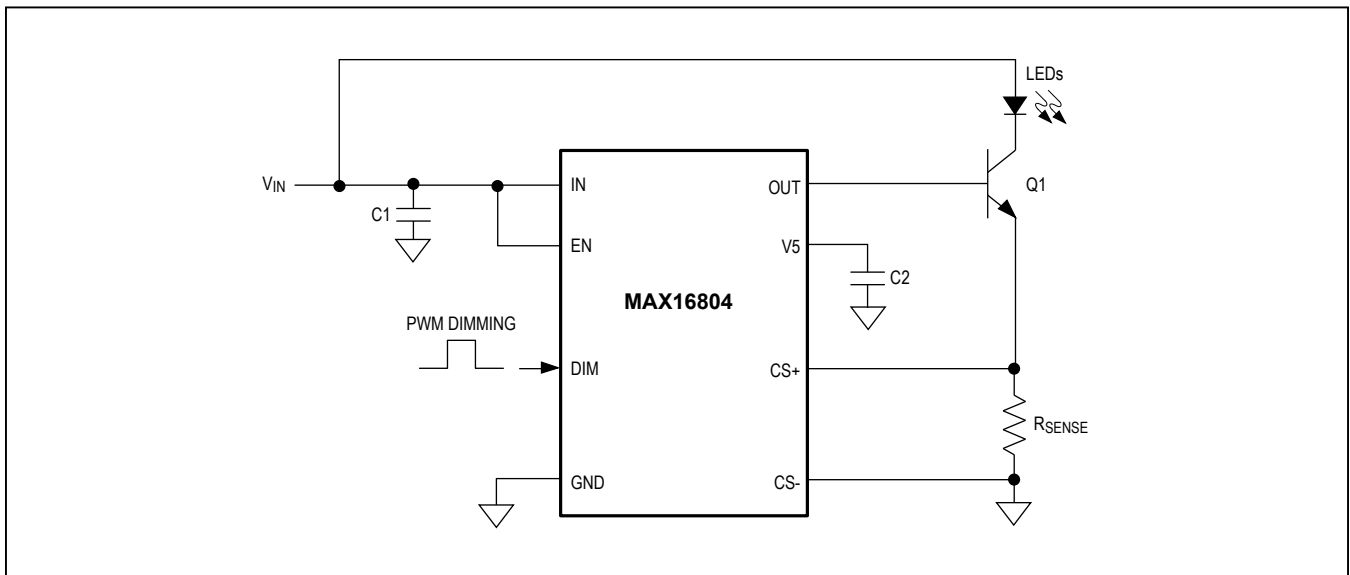 LEDs
VIN
IN
OUT
Q1
C1
EN
V5
C2
MAX16804
PWM DIMMING
DIM
CS+
RSENSE
GND
CS-